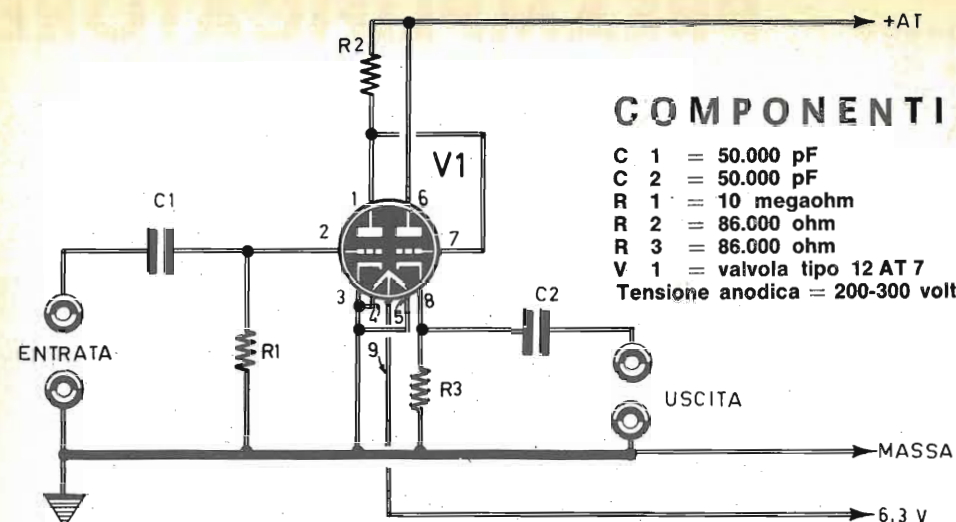 +AT
R2
COMPONENTI
C 1 = 50.000 pF
C 2 = 50.000 pF
R 1 = 10 megaohm
R 2 = 86.000 ohm
R 3 = 86.000 ohm
V 1 = valvola tipo 12 AT 7
Tensione anodica = 200-300 volt
V1
C1
1
6
2
7
3
4
5
8
9
C2
ENTRATA
R1
R3
USCITA
MASSA
6.3 V